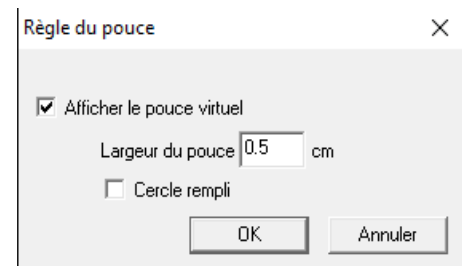 Règle du pouce
Afficher le pouce virtuel
Largeur du pouce 0.5 cm
Cercle rempli
OK Annuler